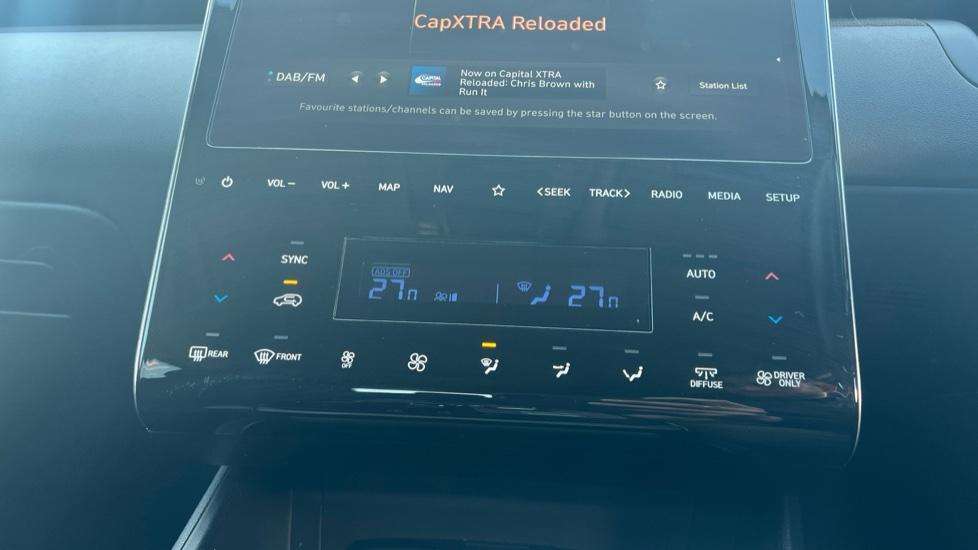 CapXTRA Reloaded
DAB/FM
CAPITAL
Now on Capital XTRA
Reloaded: Chris Brown with
Run It
Station List
Favourite stations/channels can be saved by pressing the star button on the screen.
VOL− VOL+ MAP NAV <SEEK TRACK> RADIO MEDIA SETUP
SYNC
AUTO
ADS OFF
27.0 27.0
A/C
REAR FRONT OFF
DIFFUSE
DRIVER
ONLY